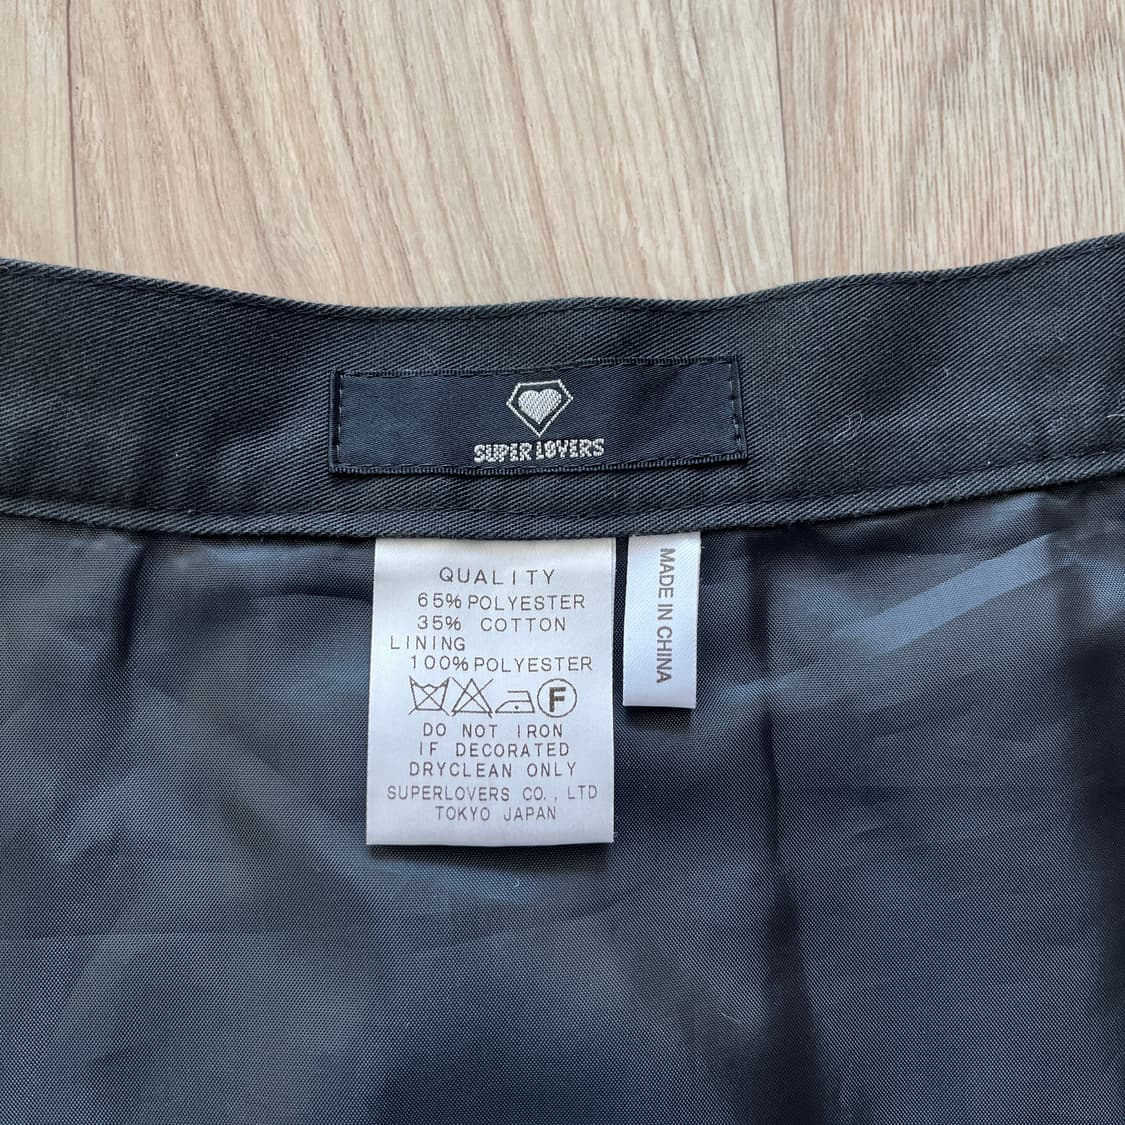 SUPER LOVERS
QUALITY
65% POLYESTER
35% COTTON
LINING
100% POLYESTER
F
DO NOT IRON
IF DECORATED
DRYCLEAN ONLY
SUPERLOVERS CO., LTD
TOKYO JAPAN
MADE IN CHINA